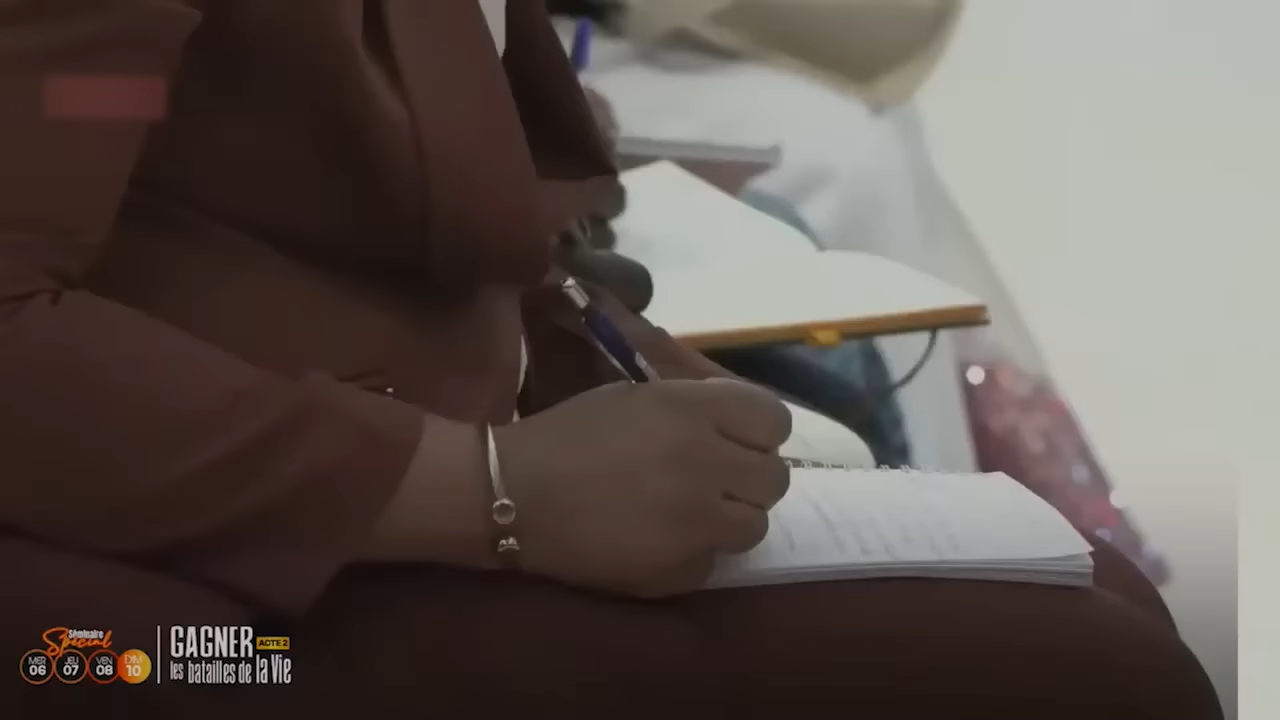 Séminaire
Spécial
MER 06 JEU 07 VEN 08 DIM 10
GAGNER ACTE 2
les batailles de la Vie